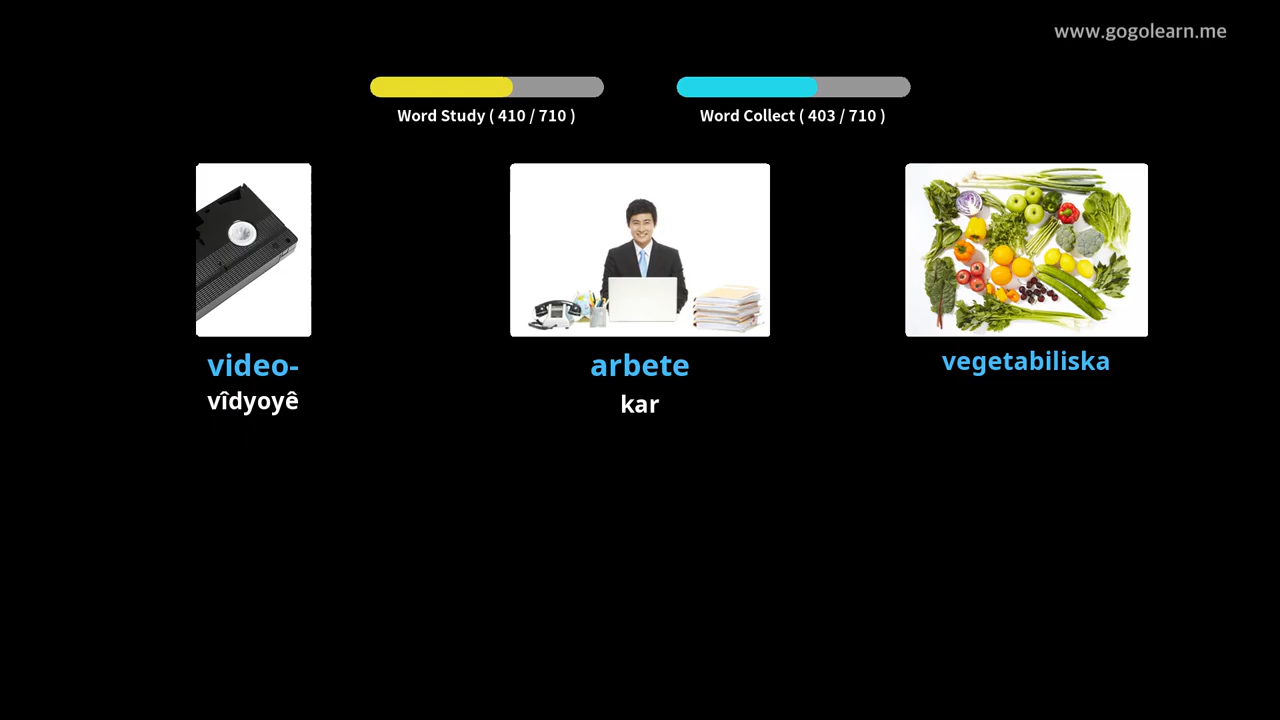 www.gogolearn.me
Word Study ( 410 / 710 )
Word Collect ( 403 / 710 )
video-
vîdyoyê
arbete
kar
vegetabiliska